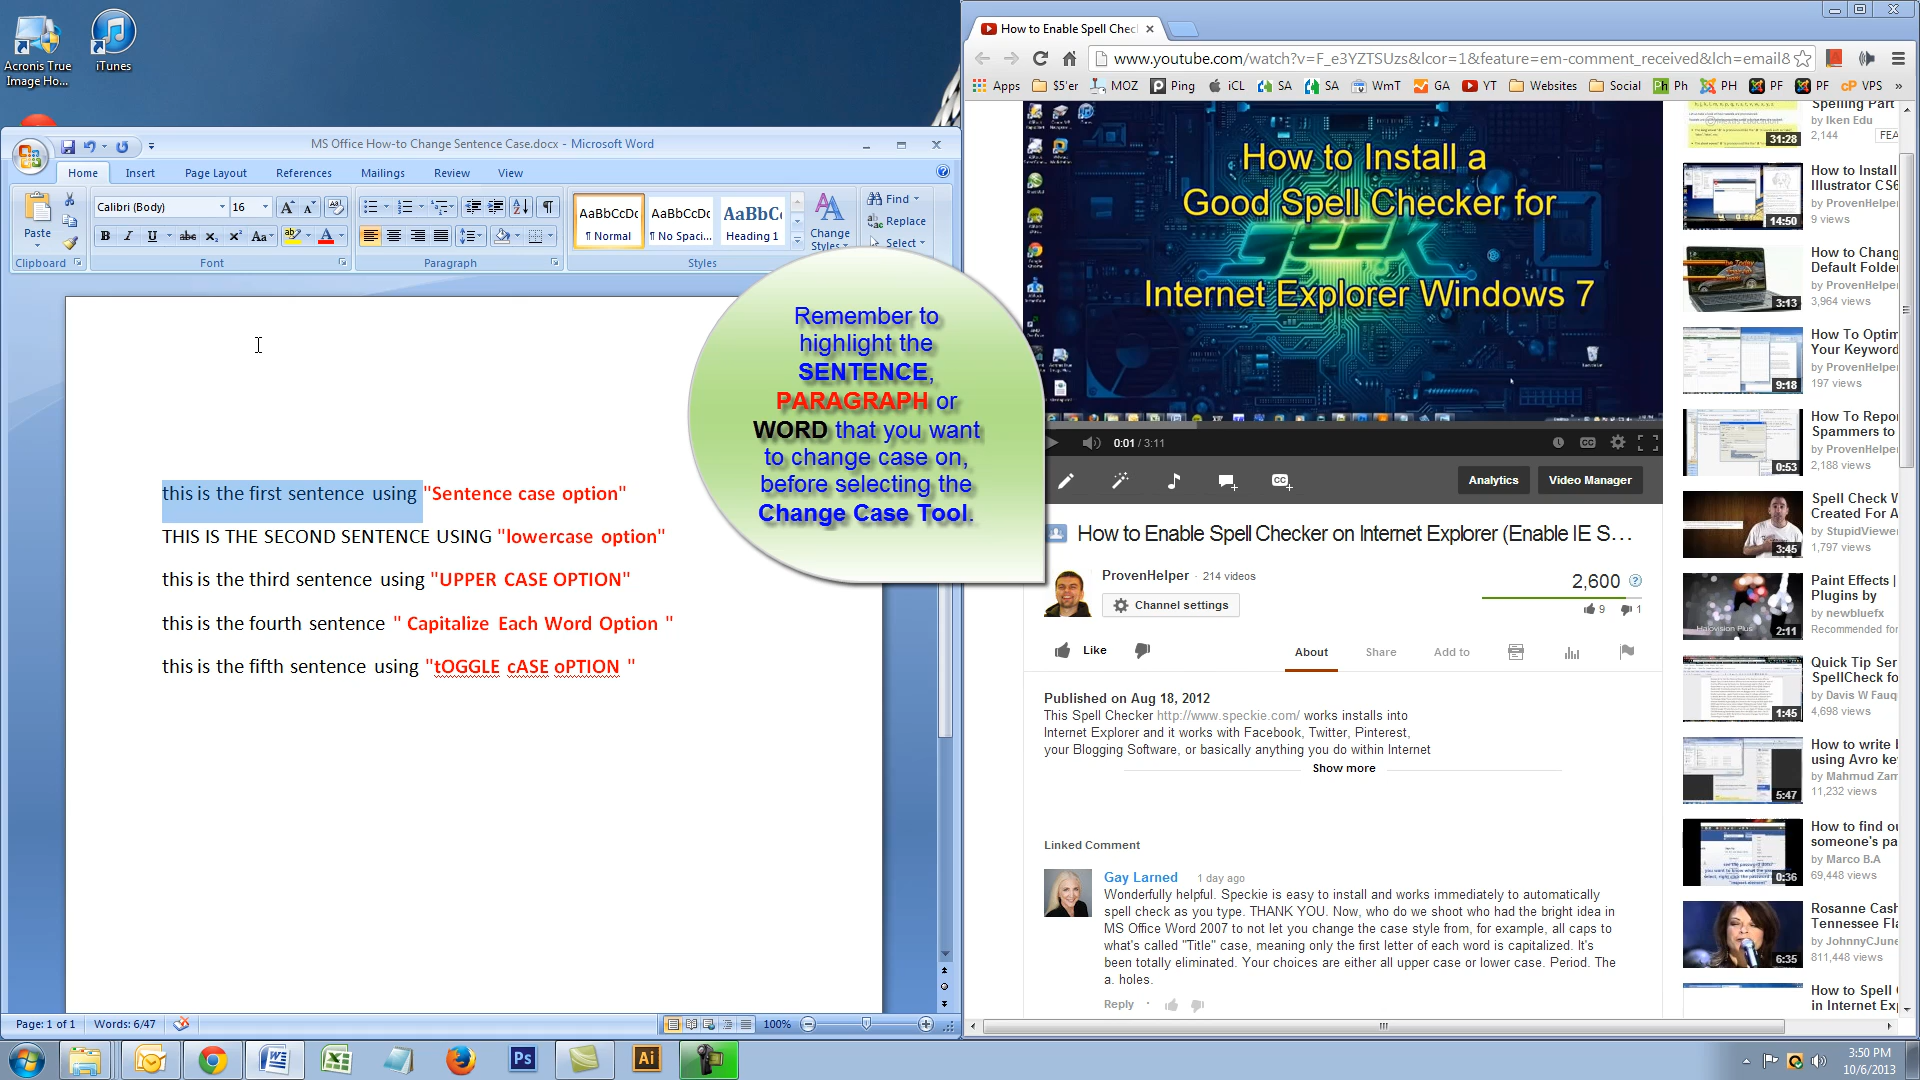 Acronis True
Image Ho...
iTunes
MS Office How-to Change Sentence Case.docx - Microsoft Word
Home
Insert
Page Layout
References
Mailings
Review
View
Paste
Clipboard
Calibri (Body)
16
Font
Paragraph
AaBbCcDc
¶ Normal
AaBbCcDc
¶ No Spaci...
AaBbC
Heading 1
Change
Styles
Styles
Find
Replace
Select
this is the first sentence using "Sentence case option"
THIS IS THE SECOND SENTENCE USING "lowercase option"
this is the third sentence using "UPPER CASE OPTION"
this is the fourth sentence " Capitalize Each Word Option "
this is the fifth sentence using "tOGGLE cASE oPTION "
Remember to
highlight the
SENTENCE,
PARAGRAPH or
WORD that you want
to change case on,
before selecting the
Change Case Tool.
Page: 1 of 1
Words: 6/47
100%
How to Enable Spell Chec
www.youtube.com/watch?v=F_e3YZTSUzs&lcor=1&feature=em-comment_received&lch=email&
Apps
$5'er
MOZ
Ping
iCL
SA
SA
WmT
GA
YT
Websites
Social
Ph
PH
PF
PF
VPS
»
How to Install a
Good Spell Checker for
geek
Internet Explorer Windows 7
0:01 / 3:11
Analytics
Video Manager
How to Enable Spell Checker on Internet Explorer (Enable IE S...
ProvenHelper · 214 videos
Channel settings
2,600
9
1
Like
About
Share
Add to
Published on Aug 18, 2012
This Spell Checker http://www.speckie.com/ works installs into
Internet Explorer and it works with Facebook, Twitter, Pinterest,
your Blogging Software, or basically anything you do within Internet
Show more
Linked Comment
Gay Larned 1 day ago
Wonderfully helpful. Speckie is easy to install and works immediately to automatically
spell check as you type. THANK YOU. Now, who do we shoot who had the bright idea in
MS Office Word 2007 to not let you change the case style from, for example, all caps to
what's called "Title" case, meaning only the first letter of each word is capitalized. It's
been totally eliminated. Your choices are either all upper case or lower case. Period. The
a. holes.
Reply
Spelling Part
by Iken Edu
2,144
FEA
31:28
How to Install
Illustrator CS6
by ProvenHelper
9 views
14:50
How to Chang
Default Folder
by ProvenHelper
3,964 views
3:13
How To Optim
Your Keyword
by ProvenHelper
197 views
9:18
How To Repor
Spammers to
by ProvenHelper
2,188 views
0:53
Spell Check W
Created For A
by StupidViewer
1,797 views
3:45
Paint Effects |
Plugins by
by newbluefx
Recommended for
2:11
Quick Tip Ser
SpellCheck fo
by Davis W Fauq
4,698 views
1:45
How to write
using Avro ke
by Mahmud Zam
11,232 views
5:47
How to find ou
someone's pa
by Marco B.A
69,448 views
0:36
Rosanne Cash
Tennessee Fla
by JohnnyCJune
811,448 views
6:35
How to Spell
in Internet Exp
Ps
Ai
3:50 PM
10/6/2013